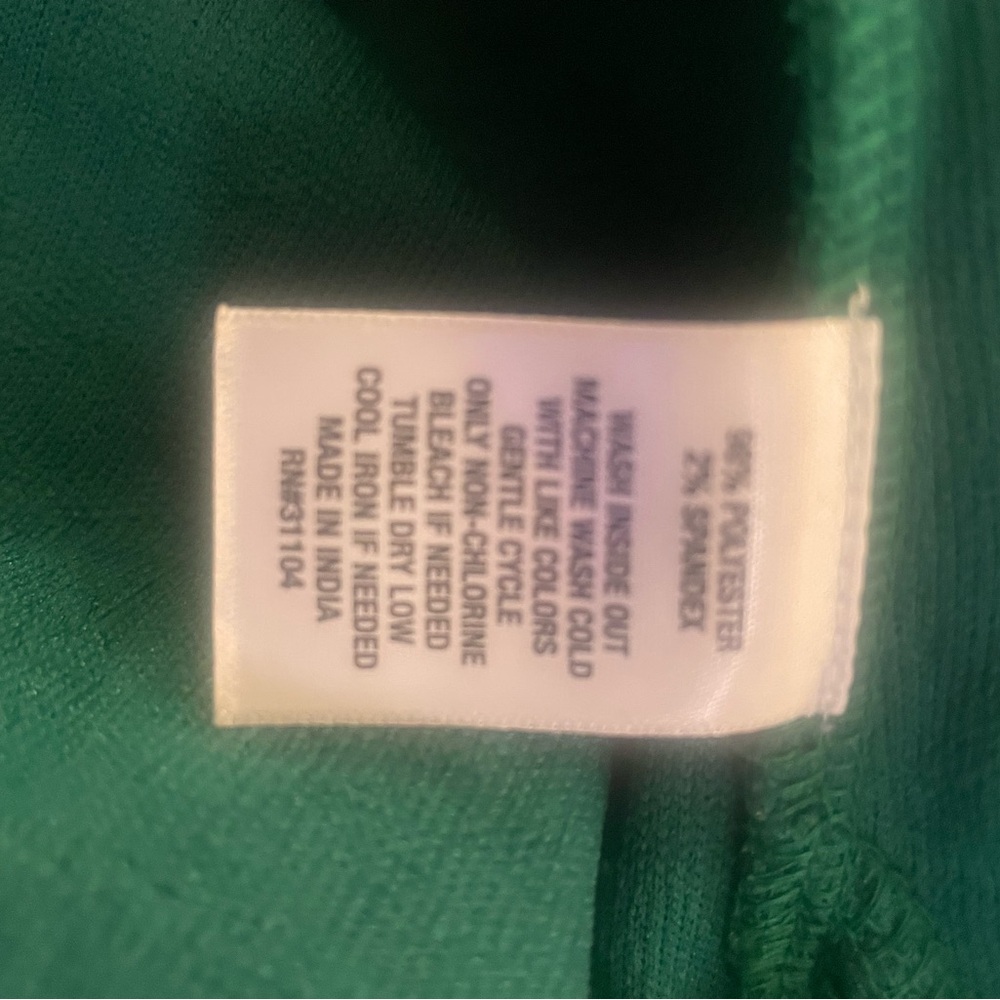 98% POLYESTER
2% SPANDEX
WASH INSIDE OUT
MACHINE WASH COLD
WITH LIKE COLORS
GENTLE CYCLE
ONLY NON-CHLORINE
BLEACH IF NEEDED
TUMBLE DRY LOW
COOL IRON IF NEEDED
MADE IN INDIA
RN#31104